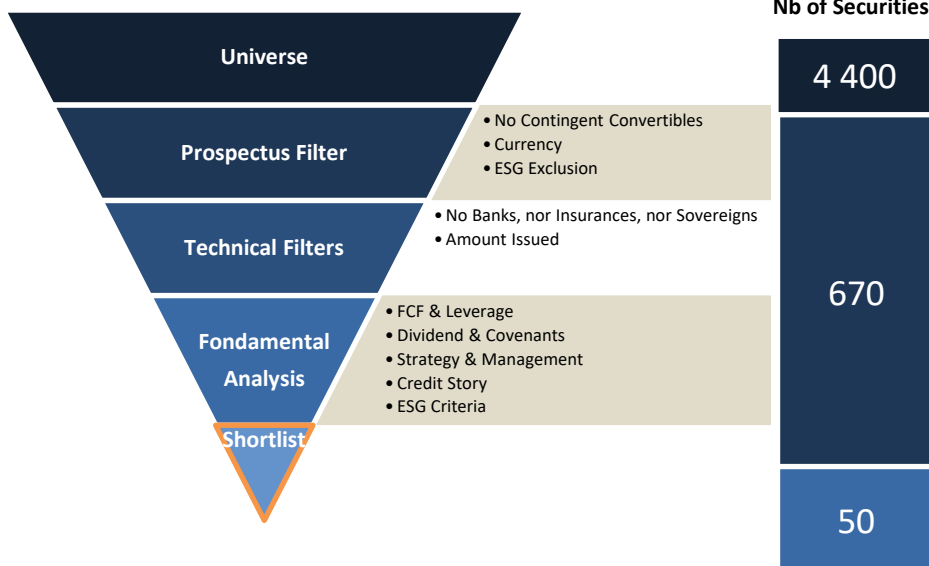 Nb of Securities
Universe
4 400
Prospectus Filter
• No Contingent Convertibles
• Currency
• ESG Exclusion
Technical Filters
• No Banks, nor Insurances, nor Sovereigns
• Amount Issued
670
Fondamental
Analysis
• FCF & Leverage
• Dividend & Covenants
• Strategy & Management
• Credit Story
• ESG Criteria
Shortlist
50